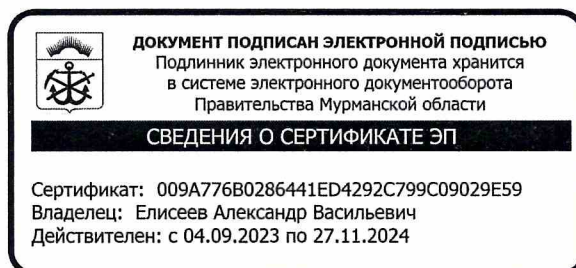 ДОКУМЕНТ ПОДПИСАН ЭЛЕКТРОННОЙ ПОДПИСЬЮ
Подлинник электронного документа хранится
в системе электронного документооборота
Правительства Мурманской области
СВЕДЕНИЯ О СЕРТИФИКАТЕ ЭП
Сертификат: 009A776B0286441ED4292C799C09029E59
Владелец: Елисеев Александр Васильевич
Действителен: с 04.09.2023 по 27.11.2024